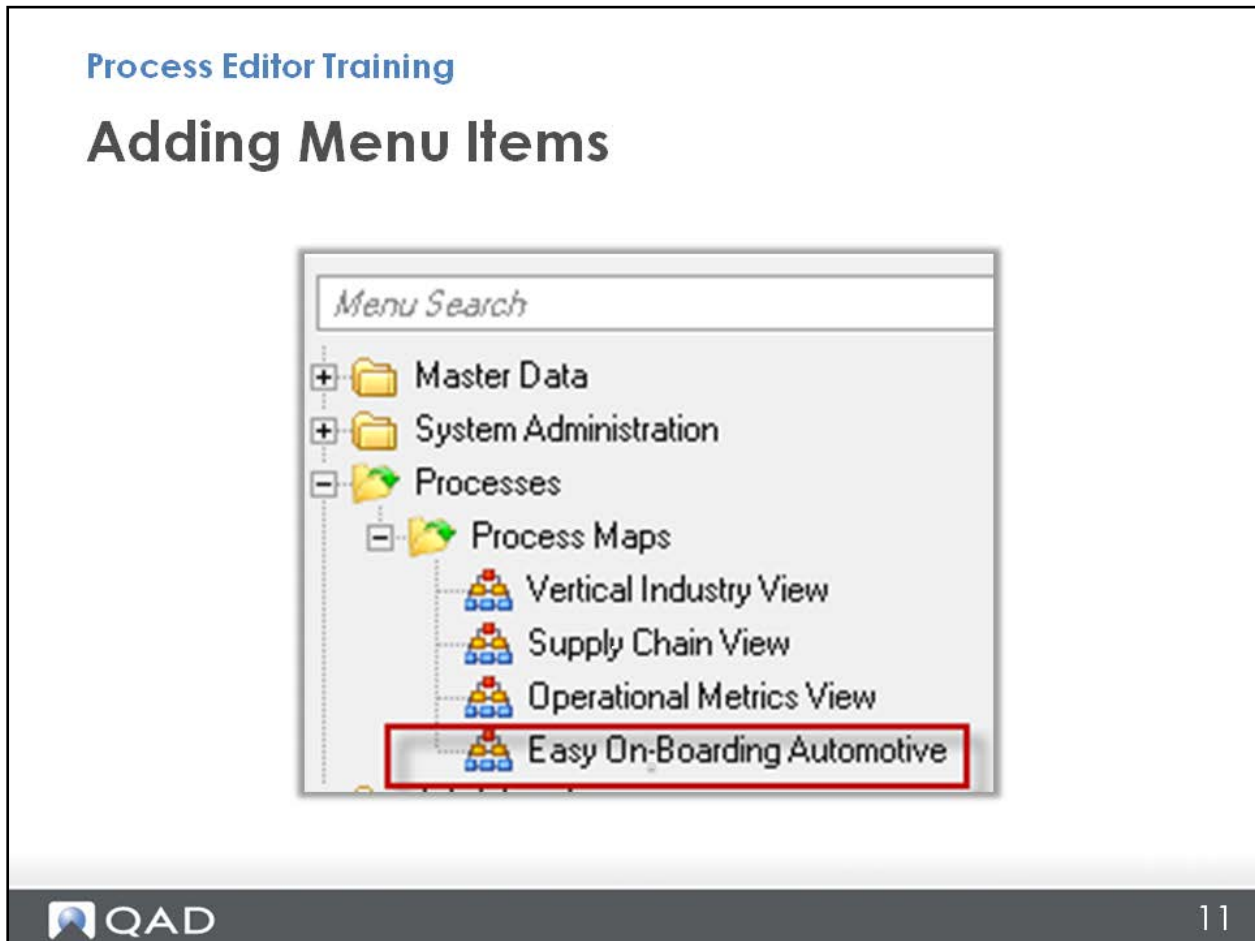 Process Editor Training
Adding Menu Items
Menu Search
Master Data
System Administration
Processes
Process Maps
Vertical Industry View
Supply Chain View
Operational Metrics View
Easy On-Boarding Automotive
QAD
11